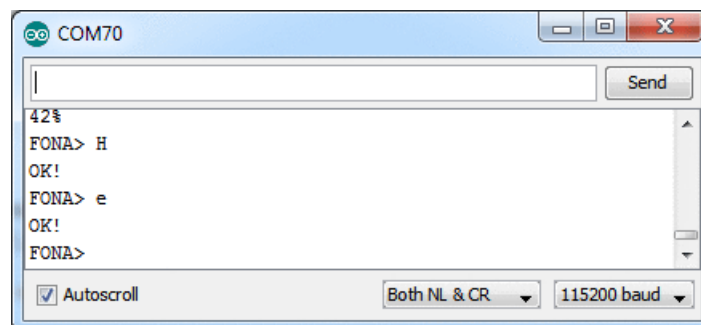 COM70
Send
42%
FONA> H
OK!
FONA> e
OK!
FONA>
Autoscroll
Both NL & CR
115200 baud